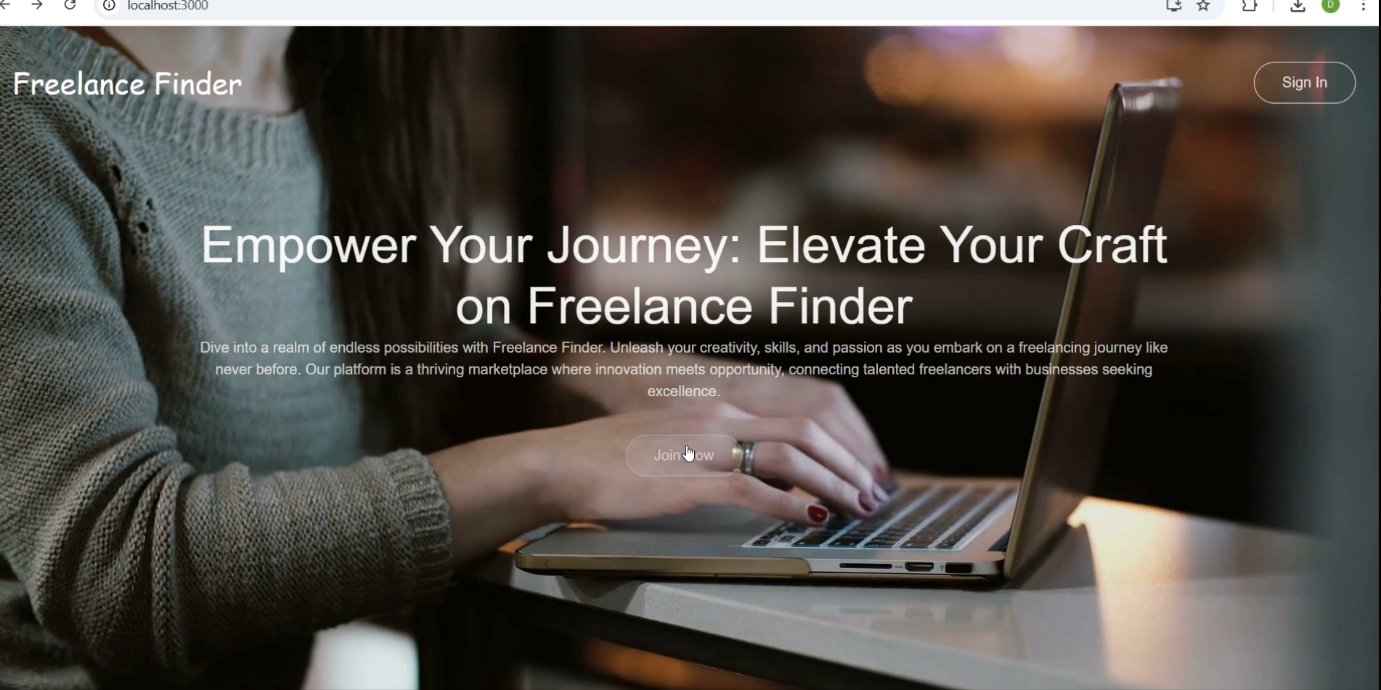 localhost:3000
D
Freelance Finder
Sign In
Empower Your Journey: Elevate Your Craft
on Freelance Finder
Dive into a realm of endless possibilities with Freelance Finder. Unleash your creativity, skills, and passion as you embark on a freelancing journey like
never before. Our platform is a thriving marketplace where innovation meets opportunity, connecting talented freelancers with businesses seeking
excellence.
Join Now